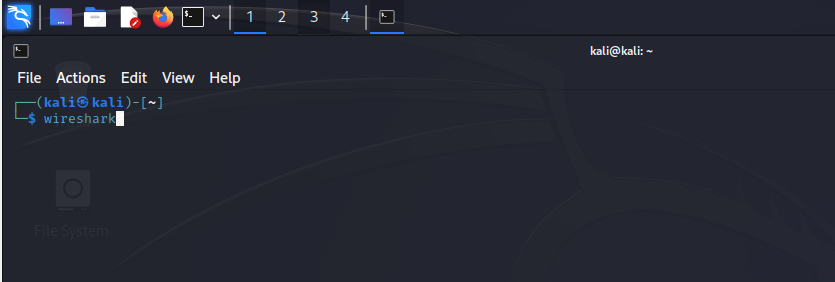 1 2 3 4
kali@kali: ~
File Actions Edit View Help
┌──(kali㉿kali)-[~]
└─$ wireshark
File System